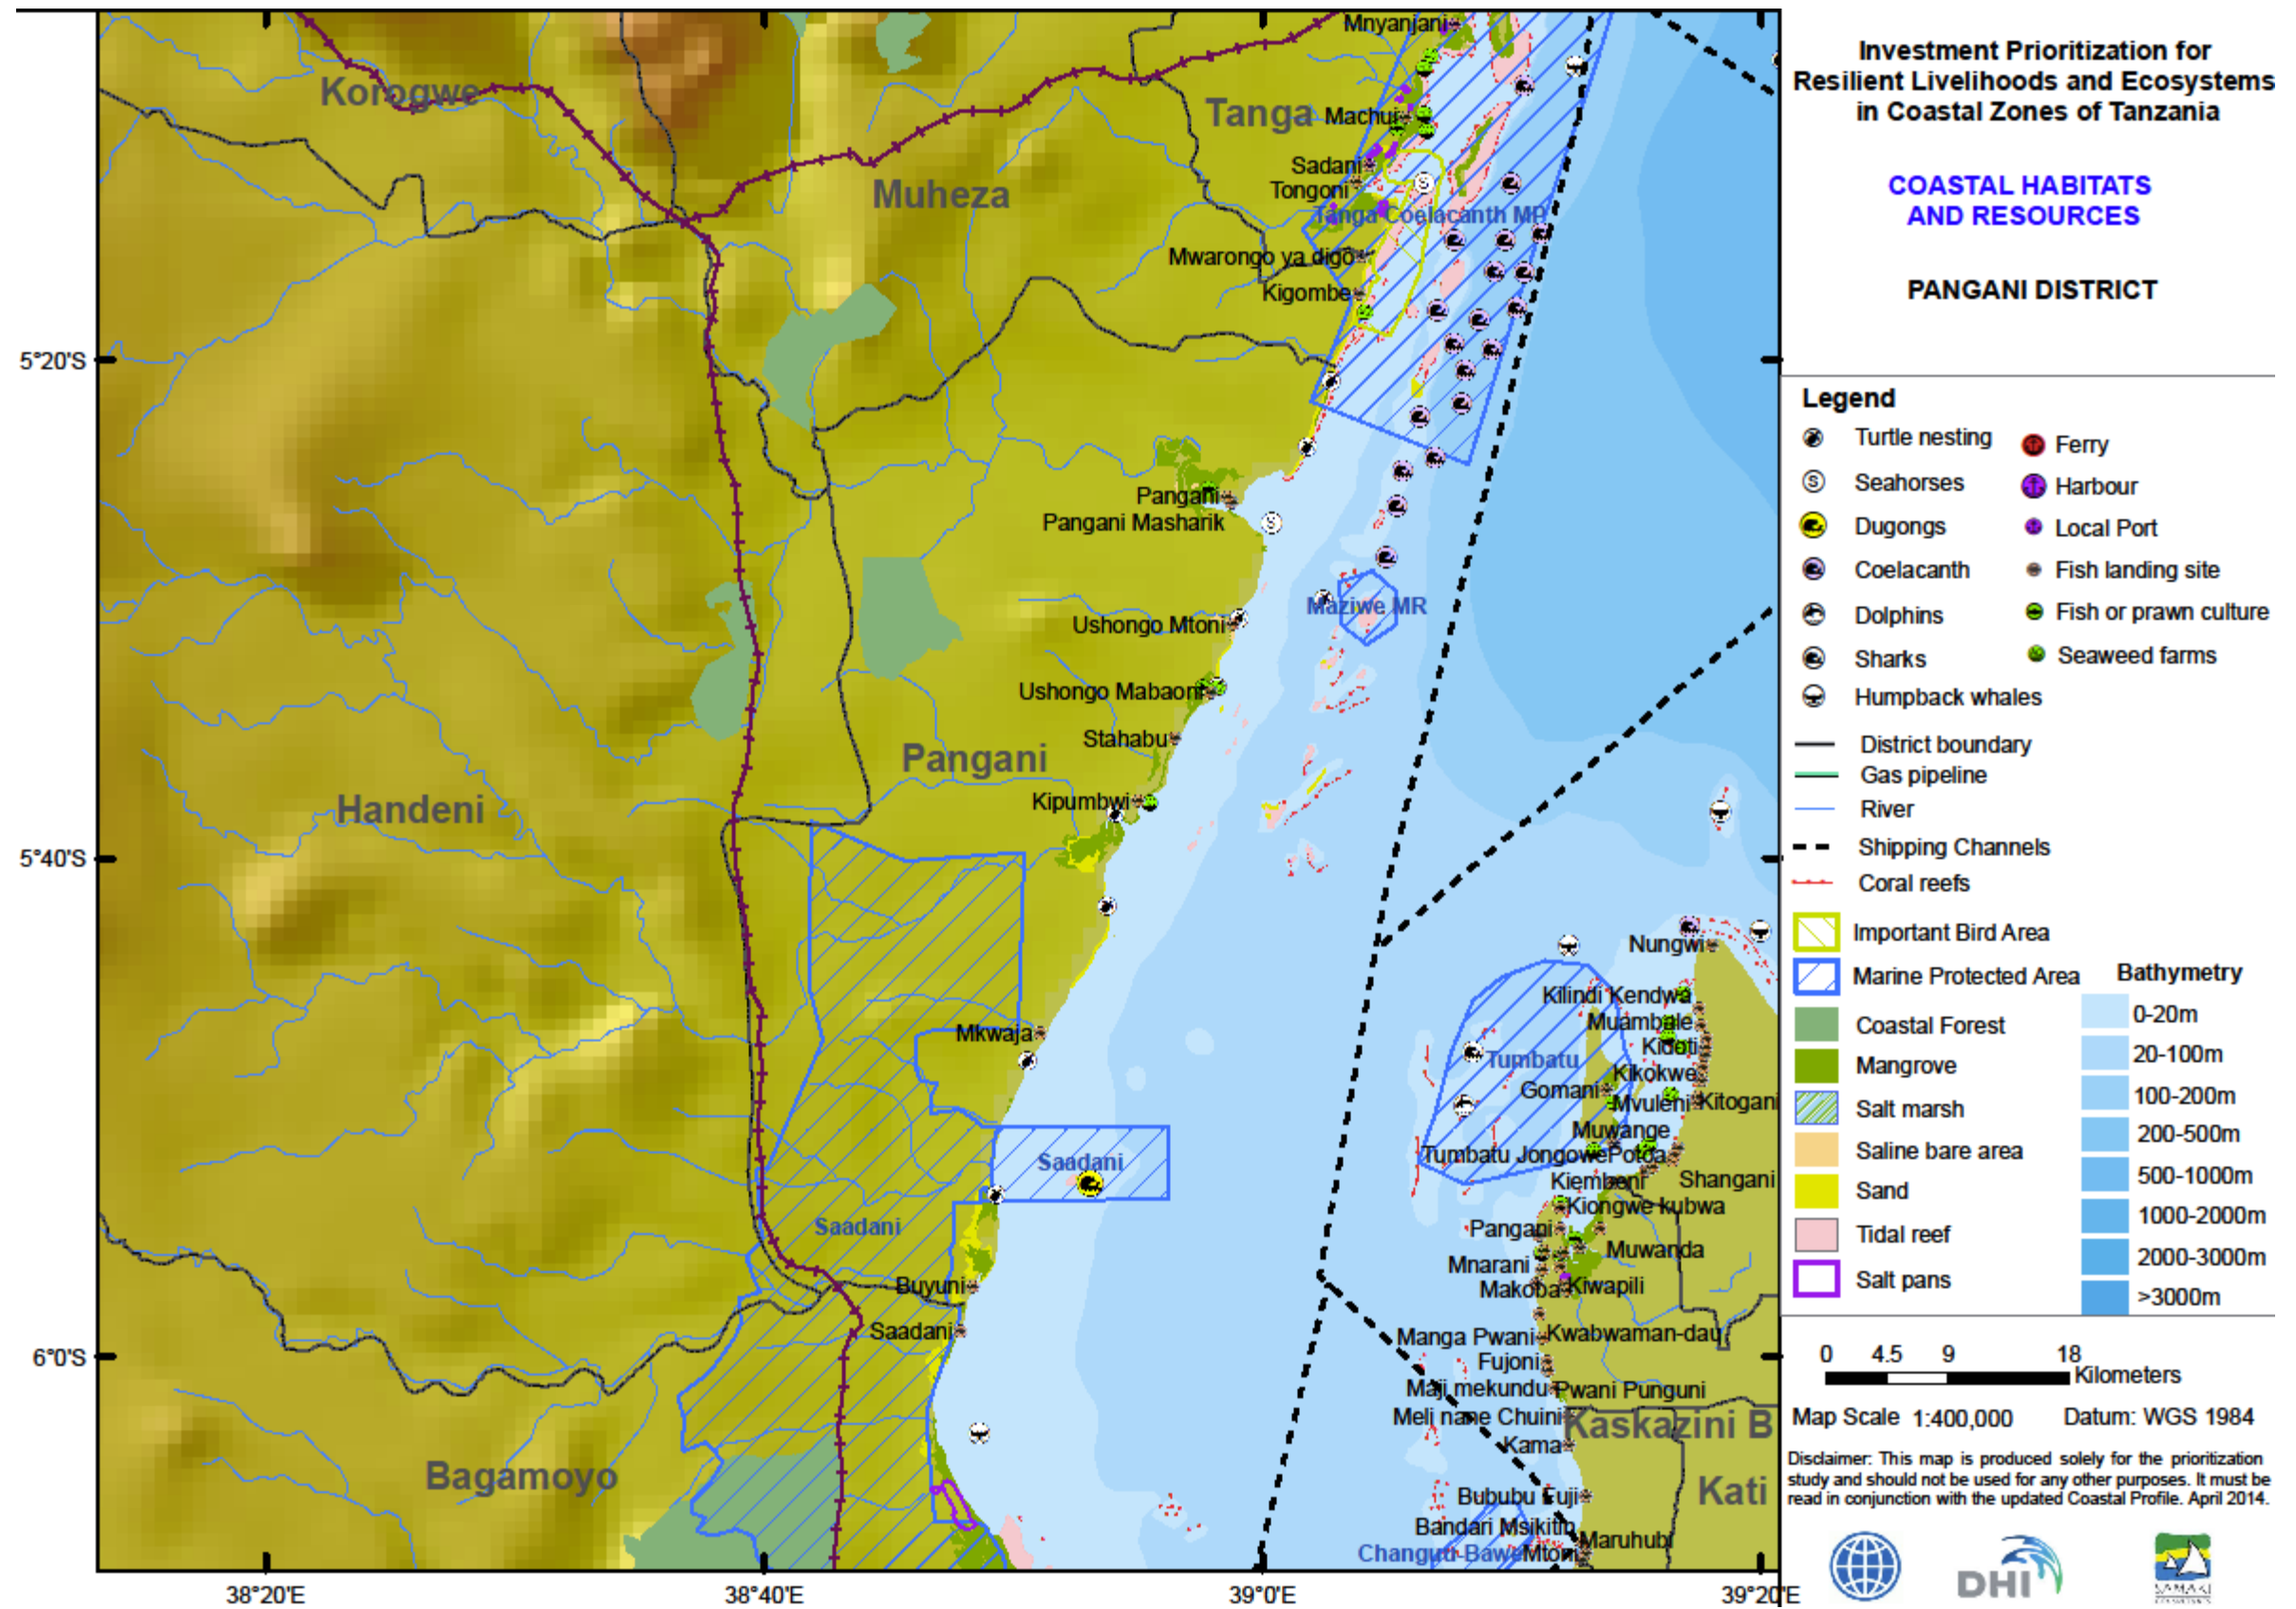 Investment Prioritization for
Resilient Livelihoods and Ecosystems
in Coastal Zones of Tanzania
COASTAL HABITATS
AND RESOURCES
PANGANI DISTRICT
Legend
Turtle nesting
Seahorses
Dugongs
Coelacanth
Dolphins
Sharks
Humpback whales
Ferry
Harbour
Local Port
Fish landing site
Fish or prawn culture
Seaweed farms
District boundary
Gas pipeline
River
Shipping Channels
Coral reefs
Important Bird Area
Marine Protected Area
Coastal Forest
Mangrove
Salt marsh
Saline bare area
Sand
Tidal reef
Salt pans
Bathymetry
0-20m
20-100m
100-200m
200-500m
500-1000m
1000-2000m
2000-3000m
>3000m
0 4.5 9 18
Kilometers
Map Scale 1:400,000 Datum: WGS 1984
Disclaimer: This map is produced solely for the prioritization
study and should not be used for any other purposes. It must be
read in conjunction with the updated Coastal Profile. April 2014.
DHI
SAMAKI
5°20'S
5°40'S
6°0'S
38°20'E
38°40'E
39°0'E
39°20'E
Korogwe
Muheza
Tanga
Handeni
Pangani
Bagamoyo
Kaskazini B
Kati
Mnyanjani
Machui
Sadani
Tongoni
Tanga Coelacanth MP
Mwarongo ya digo
Kigombe
Pangani
Pangani Masharik
Maziwe MR
Ushongo Mtoni
Ushongo Mabaoni
Stahabu
Kipumbwi
Mkwaja
Saadani
Saadani
Buyuni
Saadani
Nungwi
Kilindi Kendwa
Muambale
Kidoti
Tumbatu
Kikokwe
Gomani
Mvuleni
Kitogani
Muwange
Tumbatu Jongowe
Potoa
Kiembeni
Shangani
Kiongwe kubwa
Pangani
Muwanda
Mnarani
Makoba
Kiwapili
Manga Pwani
Kwabwaman-dau
Fujoni
Maji mekundu
Pwani Punguni
Meli nane Chuini
Kama
Bububu Fuji
Bandari Msikitin
Maruhubi
Changuu-Bawe
Mtoni